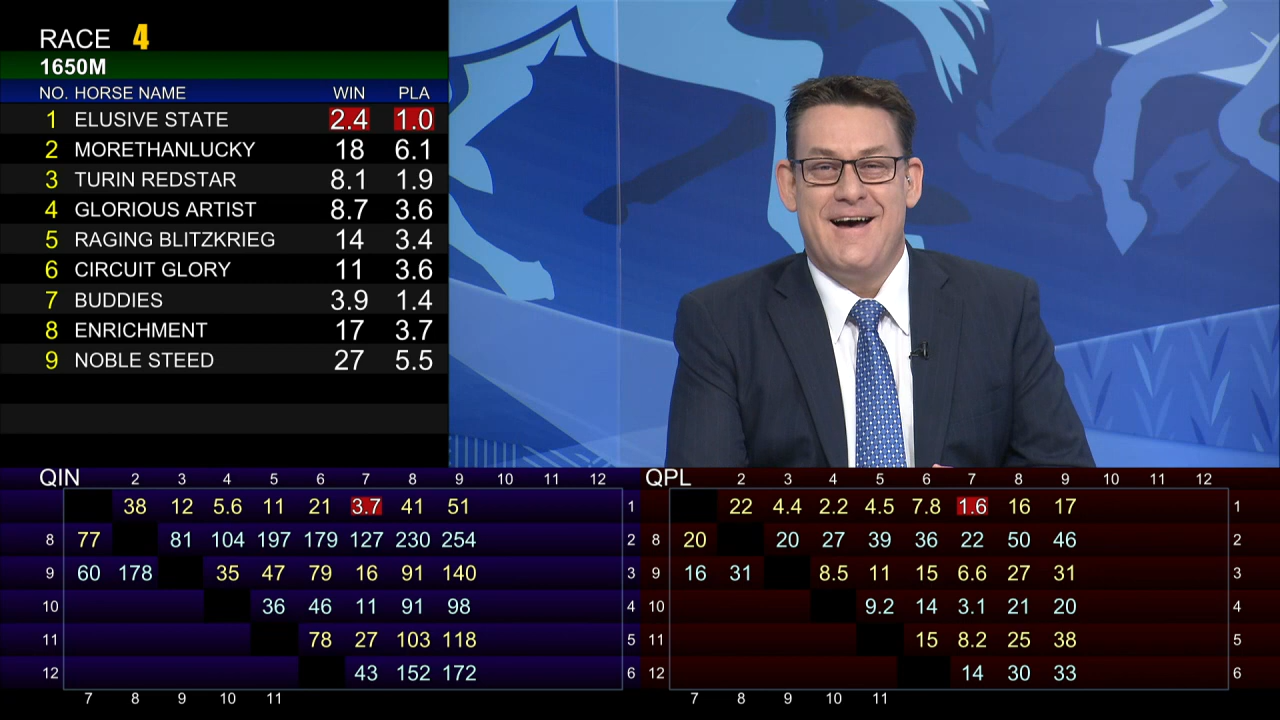 RACE 4
1650M
NO. HORSE NAME WIN PLA
1 ELUSIVE STATE 2.4 1.0
2 MORETHANLUCKY 18 6.1
3 TURIN REDSTAR 8.1 1.9
4 GLORIOUS ARTIST 8.7 3.6
5 RAGING BLITZKRIEG 14 3.4
6 CIRCUIT GLORY 11 3.6
7 BUDDIES 3.9 1.4
8 ENRICHMENT 17 3.7
9 NOBLE STEED 27 5.5
QIN 2 3 4 5 6 7 8 9 10 11 12
38 12 5.6 11 21 3.7 41 51 1
8 77 81 104 197 179 127 230 254 2
9 60 178 35 47 79 16 91 140 3
10 36 46 11 91 98 4
11 78 27 103 118 5
12 43 152 172 6
7 8 9 10 11
QPL 2 3 4 5 6 7 8 9 10 11 12
22 4.4 2.2 4.5 7.8 1.6 16 17 1
8 20 20 27 39 36 22 50 46 2
9 16 31 8.5 11 15 6.6 27 31 3
10 9.2 14 3.1 21 20 4
11 15 8.2 25 38 5
12 14 30 33 6
7 8 9 10 11